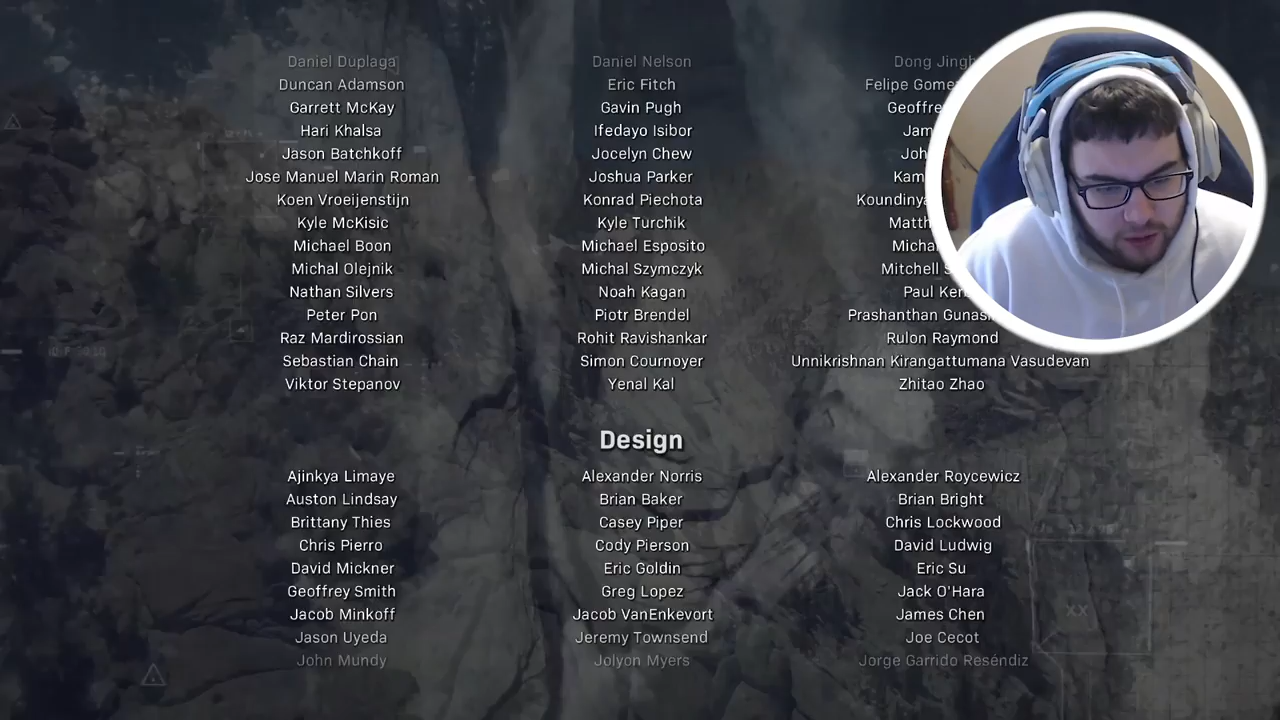 Daniel Duplaga Daniel Nelson Dong
Duncan Adamson Eric Fitch Felipe
Garrett McKay Gavin Pugh
Hari Khalsa Ifedayo Isibor
Jason Batchkoff Jocelyn Chew
Jose Manuel Marin Roman Joshua Parker
Koen Vroeijenstijn Konrad Piechota
Kyle McKisic Kyle Turchik
Michael Boon Michael Esposito
Michal Olejnik Michal Szymczyk Mitchell
Nathan Silvers Noah Kagan Paul
Peter Pon Piotr Brendel Prashanthan
Raz Mardirossian Rohit Ravishankar Rulon Raymond
Sebastian Chain Simon Cournoyer Unnikrishnan Kirangattumana Vasudevan
Viktor Stepanov Yenal Kal Zhitao Zhao
Design
Ajinkya Limaye Alexander Norris Alexander Roycewicz
Auston Lindsay Brian Baker Brian Bright
Brittany Thies Casey Piper Chris Lockwood
Chris Pierro Cody Pierson David Ludwig
David Mickner Eric Goldin Eric Su
Geoffrey Smith Greg Lopez Jack O'Hara
Jacob Minkoff Jacob VanEnkevort James Chen
Jason Uyeda Jeremy Townsend Joe Cecot
John Mundy Jolyon Myers Jorge Garrido Reséndiz
XX